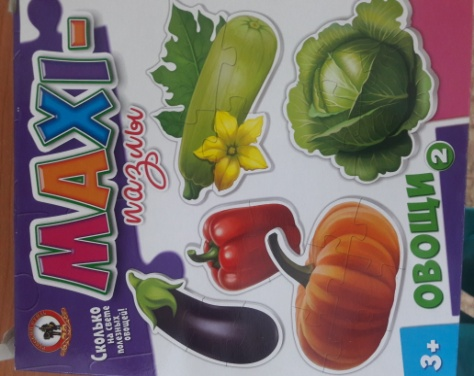 MAXI-
пазлы
Сколько
на свете
полезных
овощей!
ОВОЩИ 2
3+